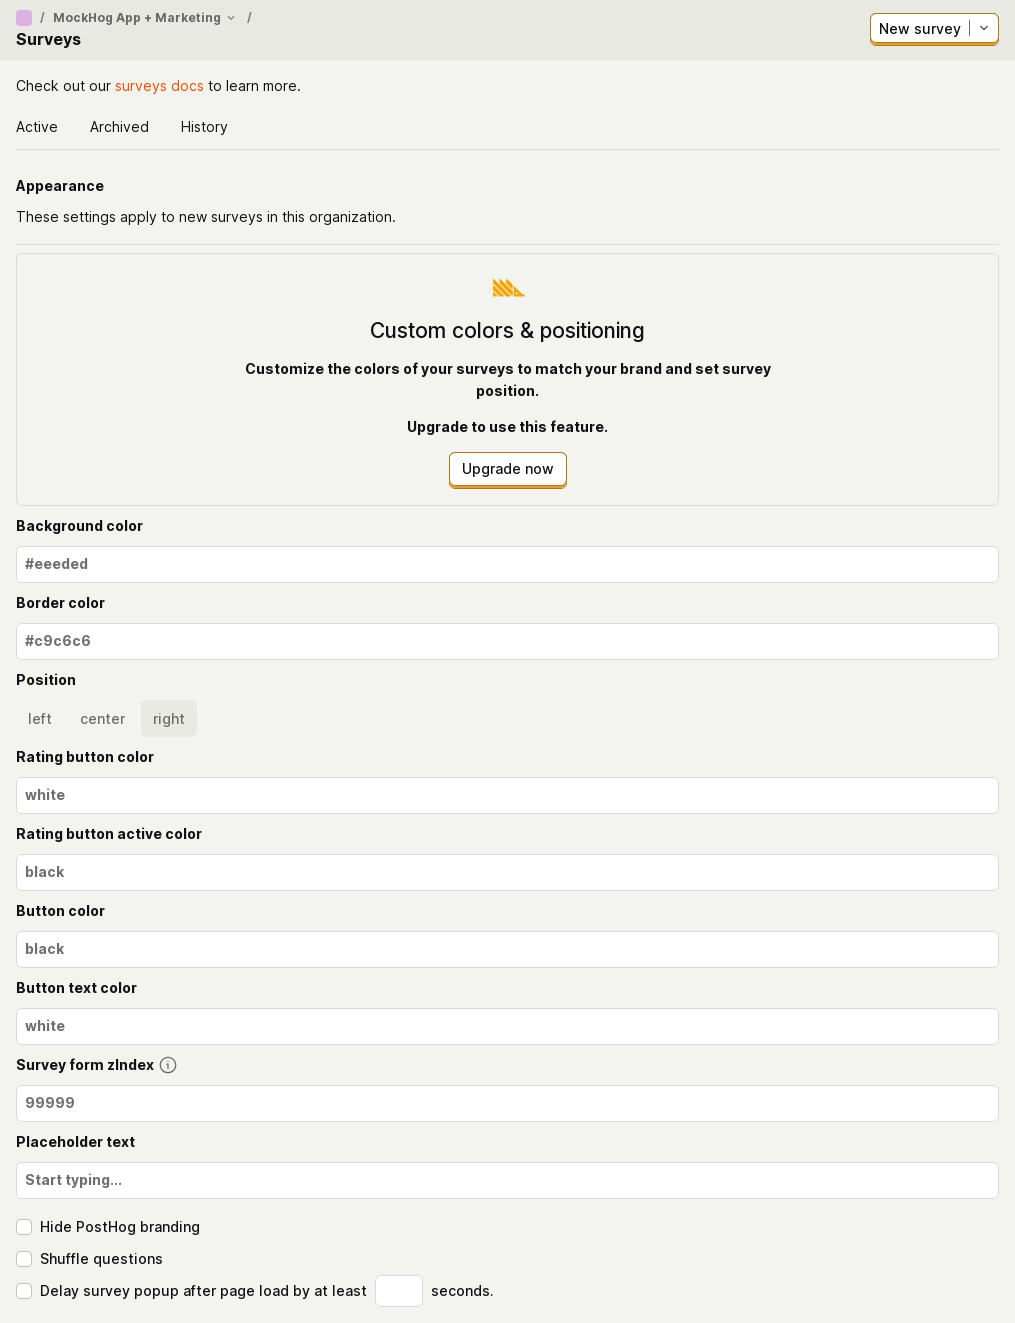 / MockHog App + Marketing /
Surveys
New survey
Check out our surveys docs to learn more.
Active Archived History
Appearance
These settings apply to new surveys in this organization.
Custom colors & positioning
Customize the colors of your surveys to match your brand and set survey
position.
Upgrade to use this feature.
Upgrade now
Background color
#eeeded
Border color
#c9c6c6
Position
left center right
Rating button color
white
Rating button active color
black
Button color
black
Button text color
white
Survey form zIndex
99999
Placeholder text
Start typing...
Hide PostHog branding
Shuffle questions
Delay survey popup after page load by at least seconds.